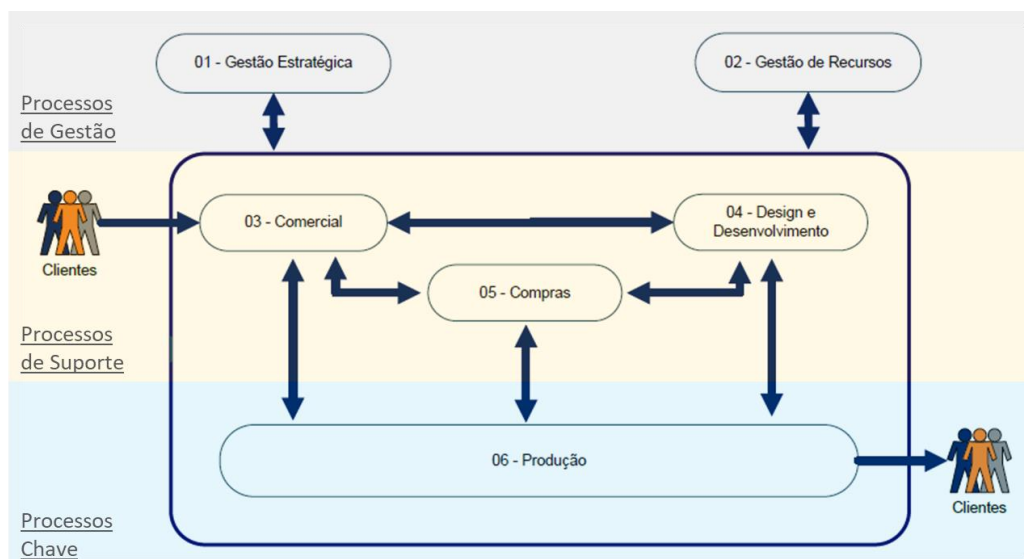 01 - Gestão Estratégica
02 - Gestão de Recursos
Processos
de Gestão
03 - Comercial
04 - Design e
Desenvolvimento
Clientes
05 - Compras
Processos
de Suporte
06 - Produção
Clientes
Processos
Chave